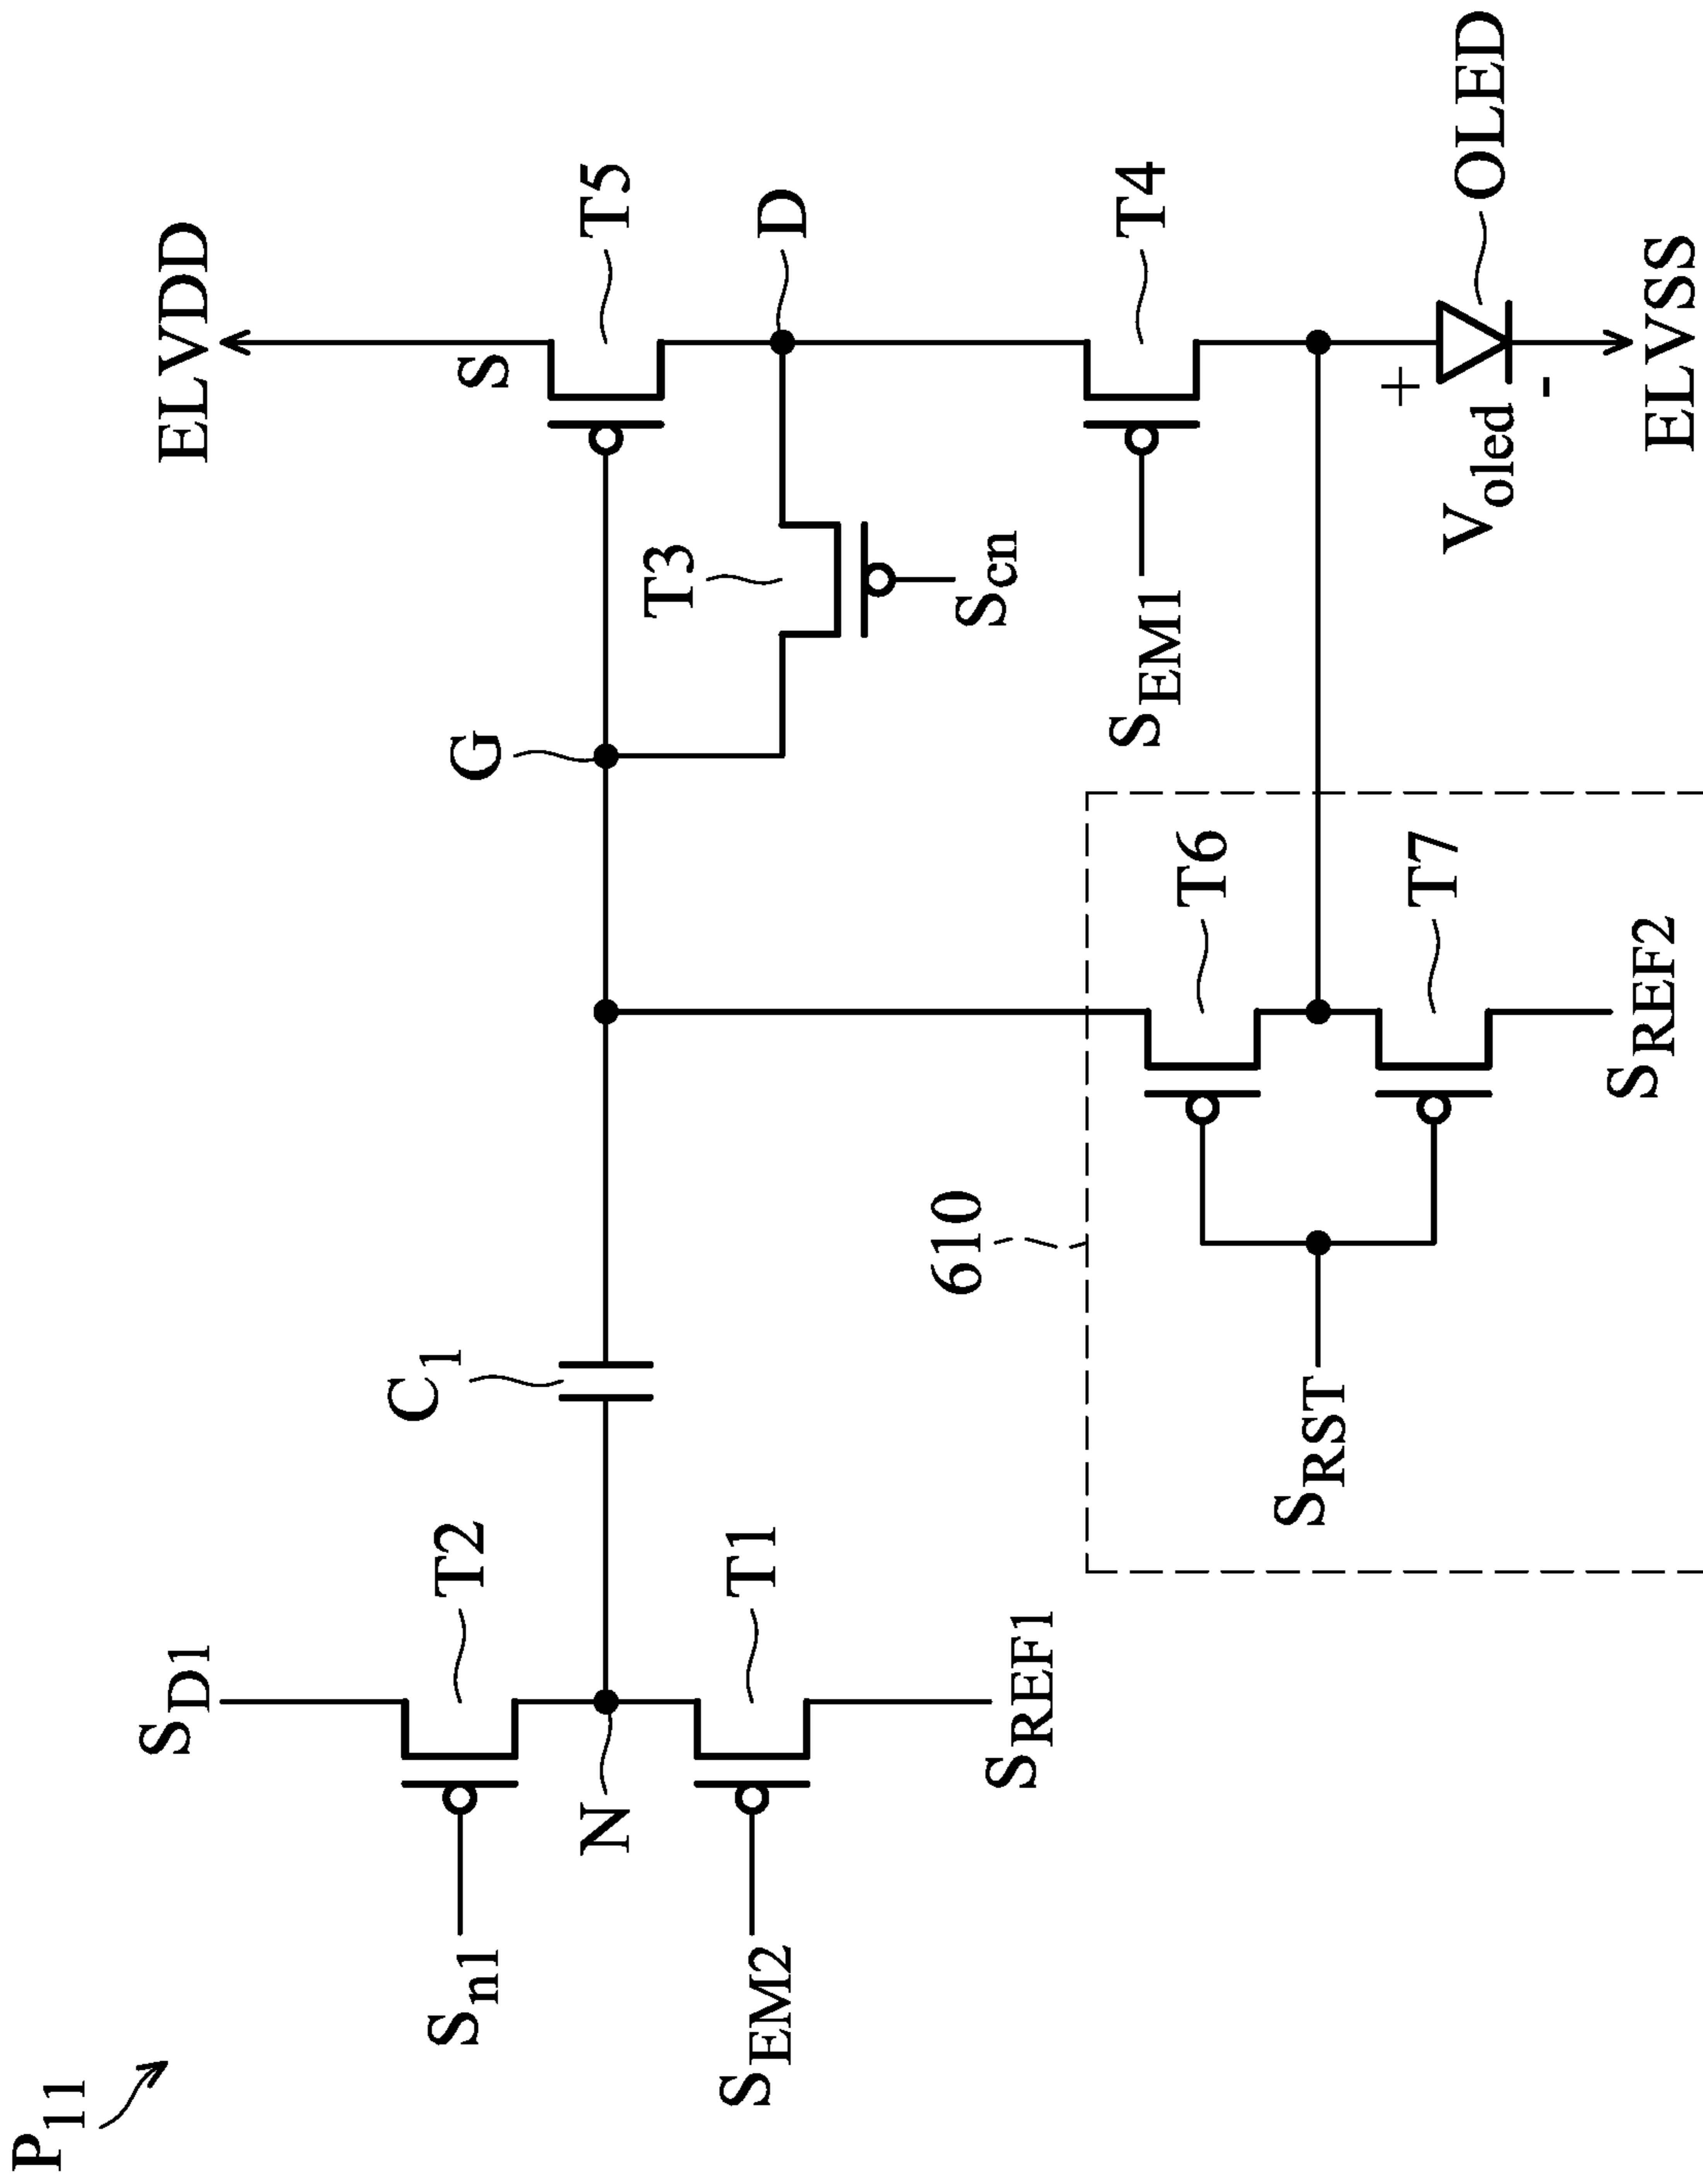 P11
SD1
Sn1
T2
N
SEM2
T1
SREF1
C1
G
ELVDD
S
T5
D
T3
Scn
SEM1
T4
610
SRST
T6
T7
SREF2
+
Voled
-
OLED
ELVSS